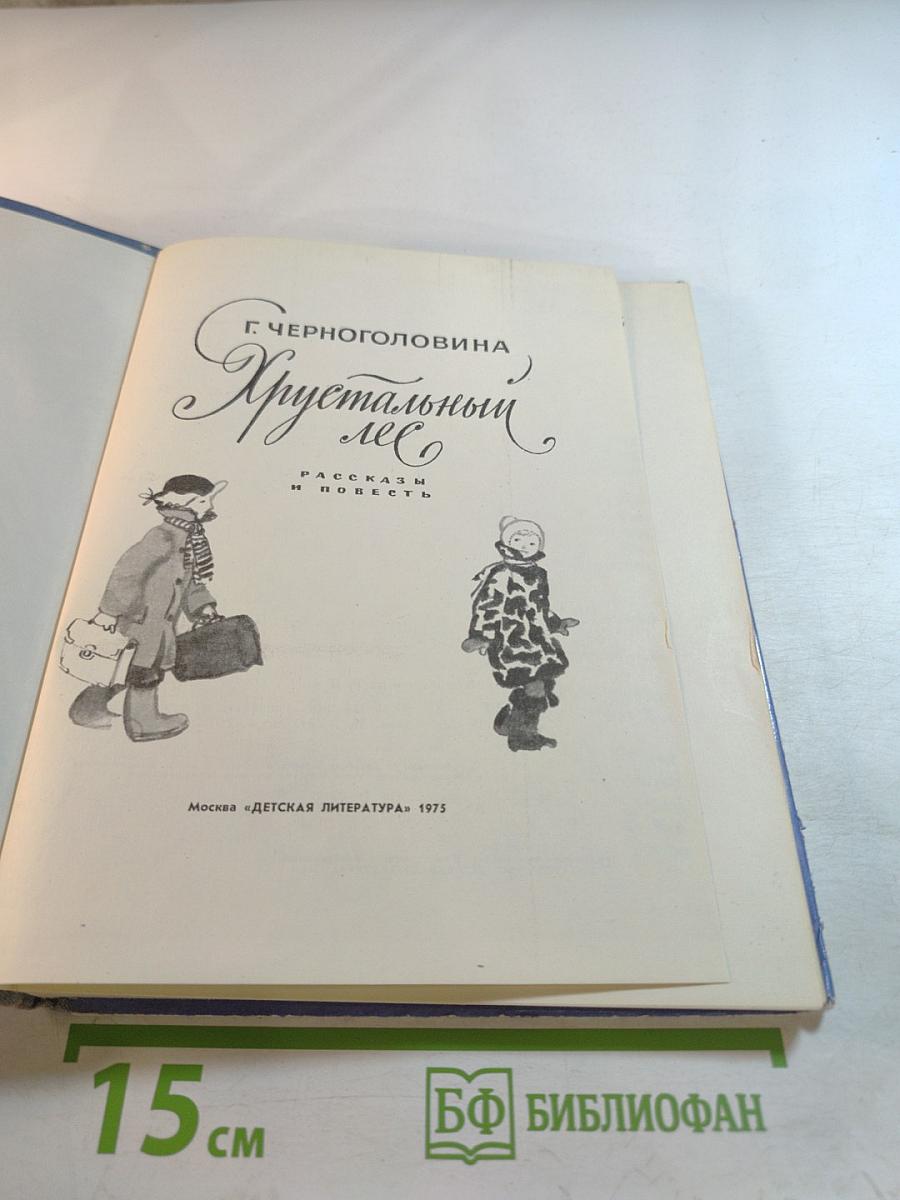 Г. ЧЕРНОГОЛОВИНА
Хрустальный
лес
РАССКАЗЫ
И ПОВЕСТЬ
Москва «ДЕТСКАЯ ЛИТЕРАТУРА» 1975
15 см
БФ БИБЛИОФАН